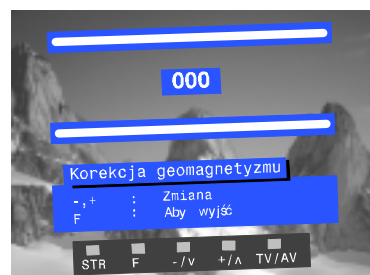 000
Korekcja geomagnetyzmu
-,+ : Zmiana
F : Aby wyjść
STR F -/v +/ʌ TV/AV